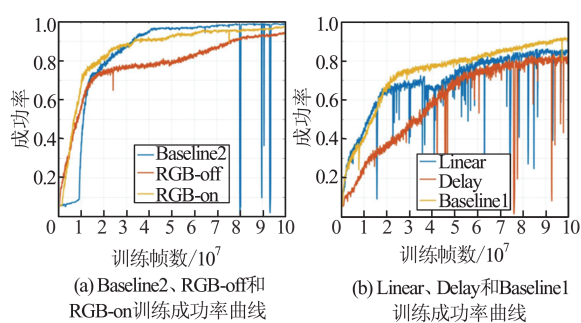 1.0
0.8
0.6
0.4
0.2
0
成功率
Baseline2
RGB-off
RGB-on
1 2 3 4 5 6 7 8 9 10
训练帧数/10⁷
(a) Baseline2、RGB-off和
RGB-on训练成功率曲线
1.0
0.8
0.6
0.4
0.2
0
成功率
Linear
Delay
Baseline1
1 2 3 4 5 6 7 8 9 10
训练帧数/10⁷
(b) Linear、Delay和Baseline1
训练成功率曲线